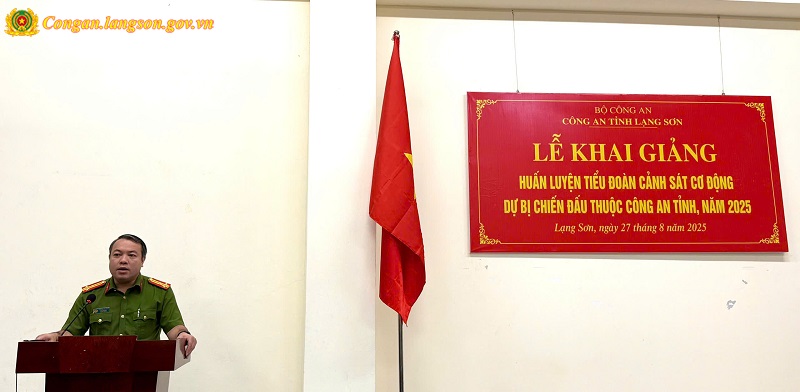 Congan.langson.gov.vn
BỘ CÔNG AN
CÔNG AN TỈNH LẠNG SƠN
LỄ KHAI GIẢNG
HUẤN LUYỆN TIỂU ĐOÀN CẢNH SÁT CƠ ĐỘNG
DỰ BỊ CHIẾN ĐẤU THUỘC CÔNG AN TỈNH, NĂM 2025
Lạng Sơn, ngày 27 tháng 8 năm 2025